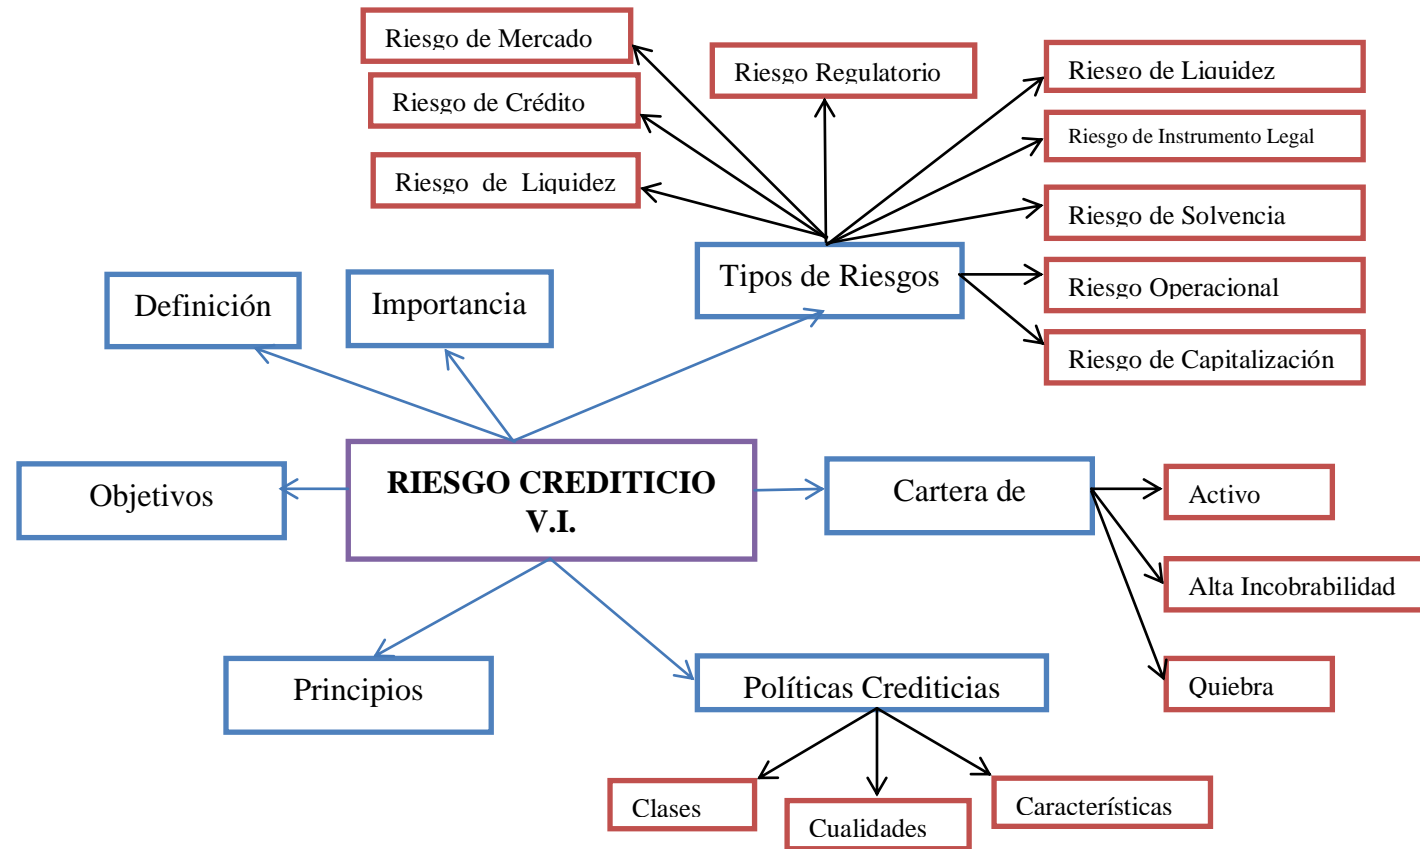 Riesgo de Mercado
Riesgo Regulatorio
Riesgo de Liquidez
Riesgo de Crédito
Riesgo de Instrumento Legal
Riesgo de Liquidez
Riesgo de Solvencia
Tipos de Riesgos
Riesgo Operacional
Definición
Importancia
Riesgo de Capitalización
RIESGO CREDITICIO
V.I.
Objetivos
Cartera de
Activo
Alta Incobrabilidad
Principios
Políticas Crediticias
Quiebra
Clases
Cualidades
Características